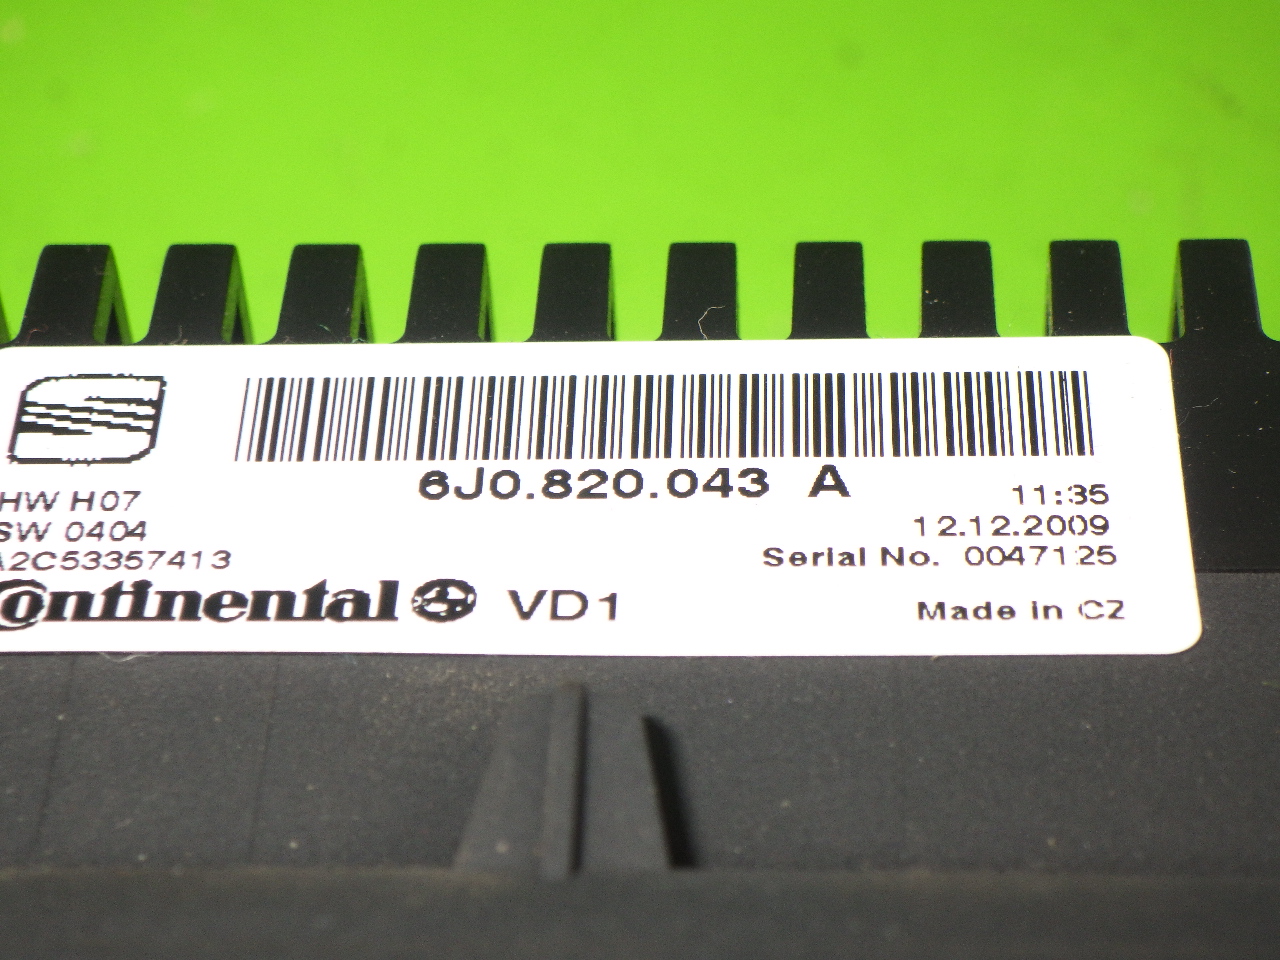 6J0.820.043 A
HW H07
SW 0404
A2C53357413
11:35
12.12.2009
Serial No. 0047125
Continental VD1
Made in CZ